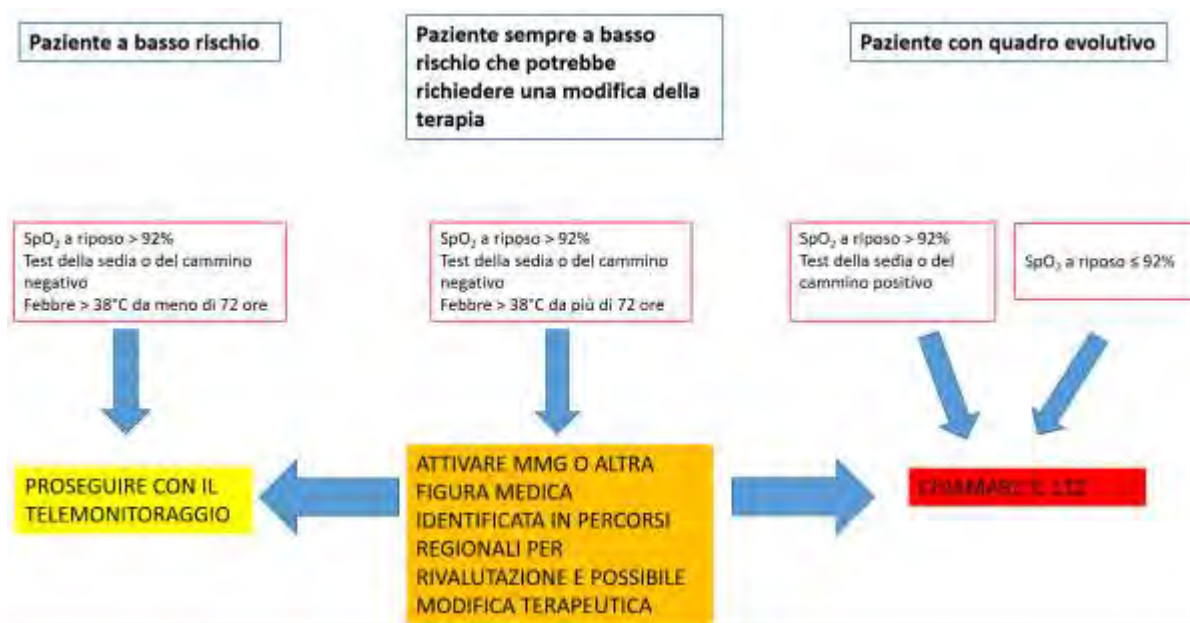 Paziente a basso rischio
Paziente sempre a basso
rischio che potrebbe
richiedere una modifica della
terapia
Paziente con quadro evolutivo
SpO₂ a riposo > 92%
Test della sedia o del cammino
negativo
Febbre > 38°C da meno di 72 ore
SpO₂ a riposo > 92%
Test della sedia o del cammino
negativo
Febbre > 38°C da più di 72 ore
SpO₂ a riposo > 92%
Test della sedia o del
cammino positivo
SpO₂ a riposo ≤ 92%
PROSEGUIRE CON IL
TELEMONITORAGGIO
ATTIVARE MMG O ALTRA
FIGURA MEDICA
IDENTIFICATA IN PERCORSI
REGIONALI PER
RIVALUTAZIONE E POSSIBILE
MODIFICA TERAPEUTICA
CHIAMARE IL 112